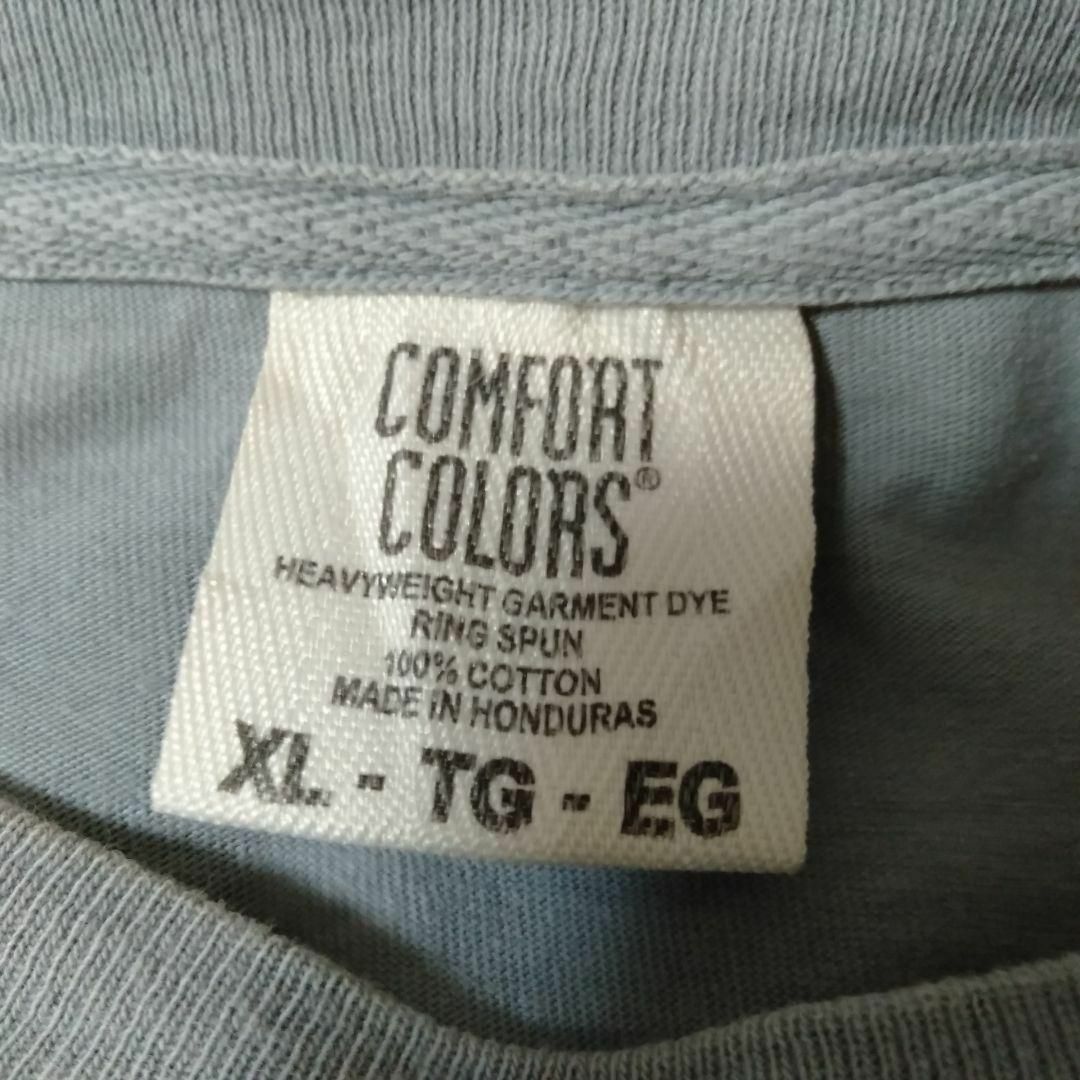 COMFORT
COLORS®
HEAVYWEIGHT GARMENT DYE
RING SPUN
100% COTTON
MADE IN HONDURAS
XL - TG - EG